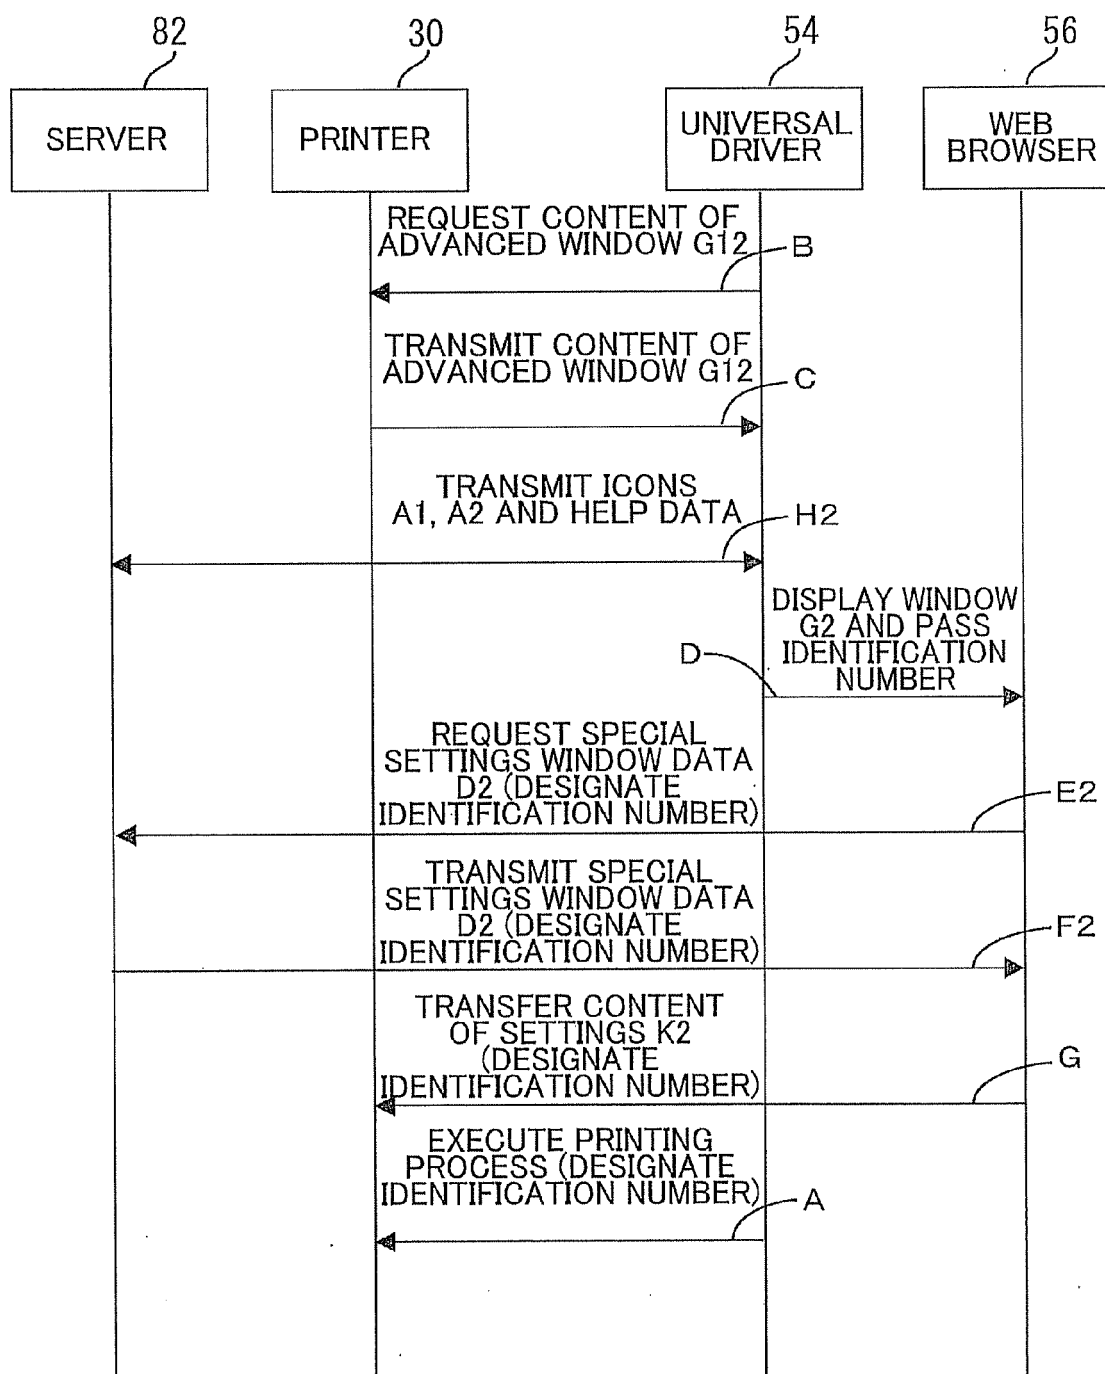 82
30
54
56
SERVER
PRINTER
UNIVERSAL
DRIVER
WEB
BROWSER
REQUEST CONTENT OF
ADVANCED WINDOW G12
B
TRANSMIT CONTENT OF
ADVANCED WINDOW G12
C
TRANSMIT ICONS
A1, A2 AND HELP DATA
H2
DISPLAY WINDOW
G2 AND PASS
IDENTIFICATION
NUMBER
D
REQUEST SPECIAL
SETTINGS WINDOW DATA
D2 (DESIGNATE
IDENTIFICATION NUMBER)
E2
TRANSMIT SPECIAL
SETTINGS WINDOW DATA
D2 (DESIGNATE
IDENTIFICATION NUMBER)
F2
TRANSFER CONTENT
OF SETTINGS K2
(DESIGNATE
IDENTIFICATION NUMBER)
G
EXECUTE PRINTING
PROCESS (DESIGNATE
IDENTIFICATION NUMBER)
A